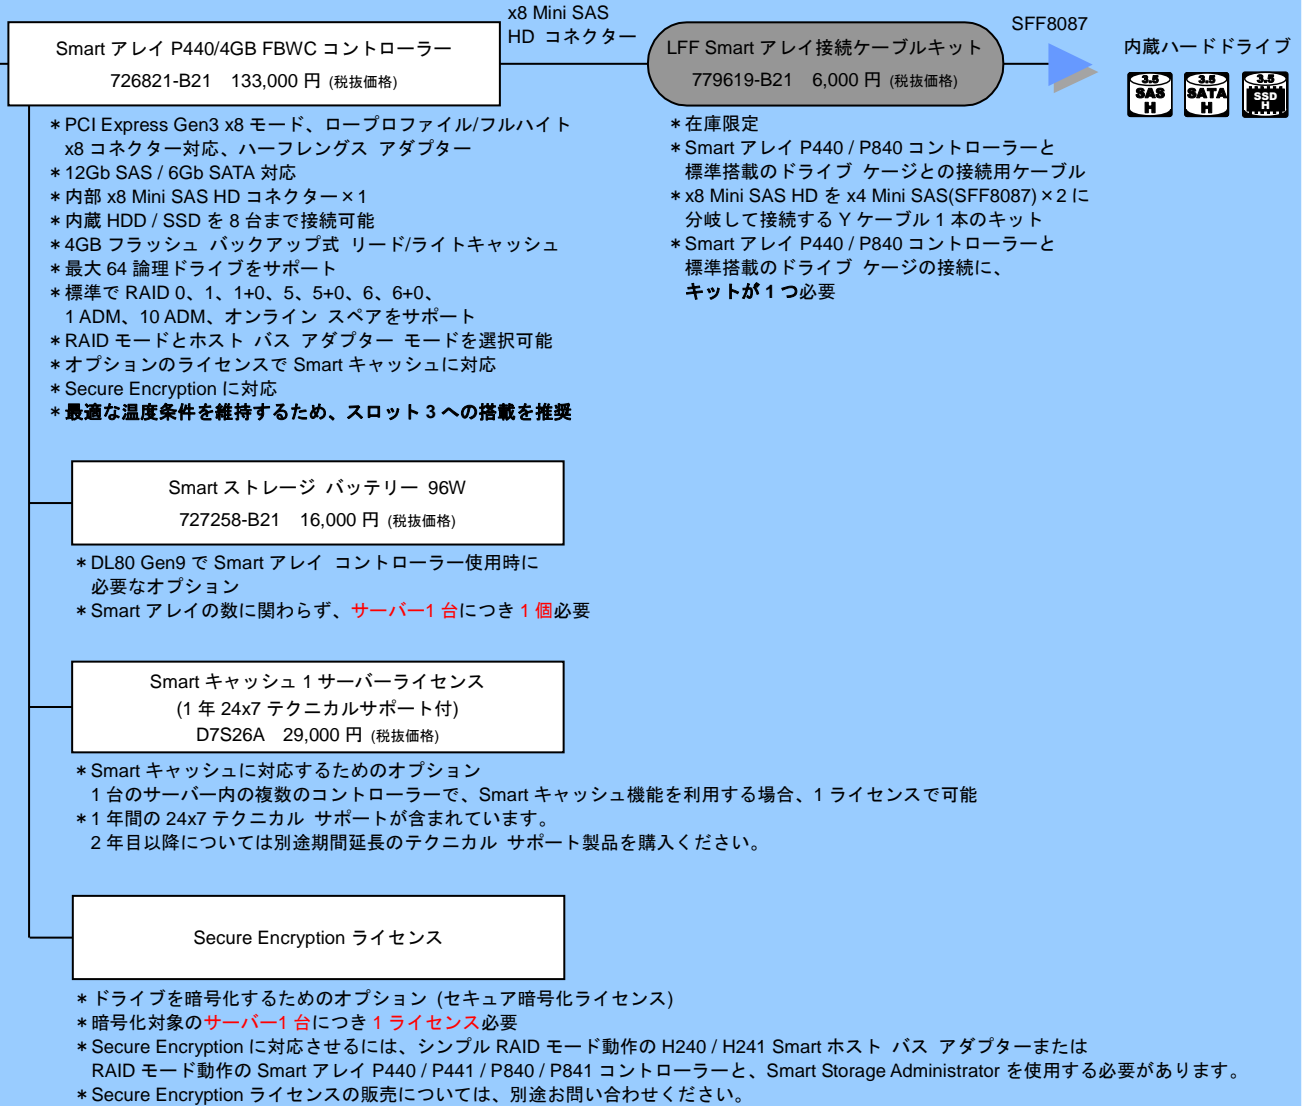 x8 Mini SAS
HD コネクター
SFF8087
Smart アレイ P440/4GB FBWC コントローラー
726821-B21 133,000 円 (税抜価格)
LFF Smart アレイ接続ケーブルキット
779619-B21 6,000 円 (税抜価格)
内蔵ハードドライブ
3.5 SAS H
3.5 SATA H
3.5 SSD H
＊PCI Express Gen3 x8 モード、ロープロファイル/フルハイト
x8 コネクター対応、ハーフレングス アダプター
＊12Gb SAS / 6Gb SATA 対応
＊内部 x8 Mini SAS HD コネクター×1
＊内蔵 HDD / SSD を 8 台まで接続可能
＊4GB フラッシュ バックアップ式 リード/ライトキャッシュ
＊最大 64 論理ドライブをサポート
＊標準で RAID 0、1、1+0、5、5+0、6、6+0、
1 ADM、10 ADM、オンライン スペアをサポート
＊RAID モードとホスト バス アダプター モードを選択可能
＊オプションのライセンスで Smart キャッシュに対応
＊Secure Encryption に対応
＊最適な温度条件を維持するため、スロット 3 への搭載を推奨
＊在庫限定
＊Smart アレイ P440 / P840 コントローラーと
標準搭載のドライブ ケージとの接続用ケーブル
＊x8 Mini SAS HD を x4 Mini SAS(SFF8087)×2 に
分岐して接続する Y ケーブル 1 本のキット
＊Smart アレイ P440 / P840 コントローラーと
標準搭載のドライブ ケージの接続に、
キットが 1 つ必要
Smart ストレージ バッテリー 96W
727258-B21 16,000 円 (税抜価格)
＊DL80 Gen9 で Smart アレイ コントローラー使用時に
必要なオプション
＊Smart アレイの数に関わらず、サーバー1 台につき 1 個必要
Smart キャッシュ 1 サーバーライセンス
(1 年 24x7 テクニカルサポート付)
D7S26A 29,000 円 (税抜価格)
＊Smart キャッシュに対応するためのオプション
1 台のサーバー内の複数のコントローラーで、Smart キャッシュ機能を利用する場合、1 ライセンスで可能
＊1 年間の 24x7 テクニカル サポートが含まれています。
2 年目以降については別途期間延長のテクニカル サポート製品を購入ください。
Secure Encryption ライセンス
＊ドライブを暗号化するためのオプション (セキュア暗号化ライセンス)
＊暗号化対象のサーバー1 台につき 1 ライセンス必要
＊Secure Encryption に対応させるには、シンプル RAID モード動作の H240 / H241 Smart ホスト バス アダプターまたは
RAID モード動作の Smart アレイ P440 / P441 / P840 / P841 コントローラーと、Smart Storage Administrator を使用する必要があります。
＊Secure Encryption ライセンスの販売については、別途お問い合わせください。